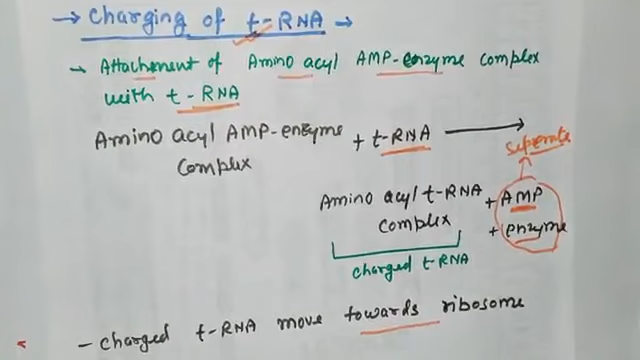 → Charging of t-RNA →
→ Attachment of Amino acyl AMP-enzyme complex
with t-RNA
Amino acyl AMP-enzyme complex + t-RNA ⟶
seperate
Amino acyl t-RNA complex + AMP
+ enzyme
charged t-RNA
- charged t-RNA move towards ribosome